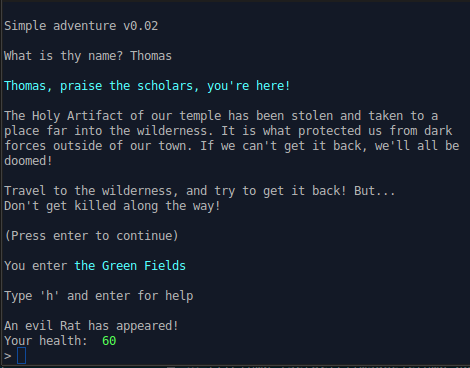 Simple adventure v0.02
What is thy name? Thomas
Thomas, praise the scholars, you're here!
The Holy Artifact of our temple has been stolen and taken to a
place far into the wilderness. It is what protected us from dark
forces outside of our town. If we can't get it back, we'll all be
doomed!
Travel to the wilderness, and try to get it back! But...
Don't get killed along the way!
(Press enter to continue)
You enter the Green Fields
Type 'h' and enter for help
An evil Rat has appeared!
Your health:  60
>